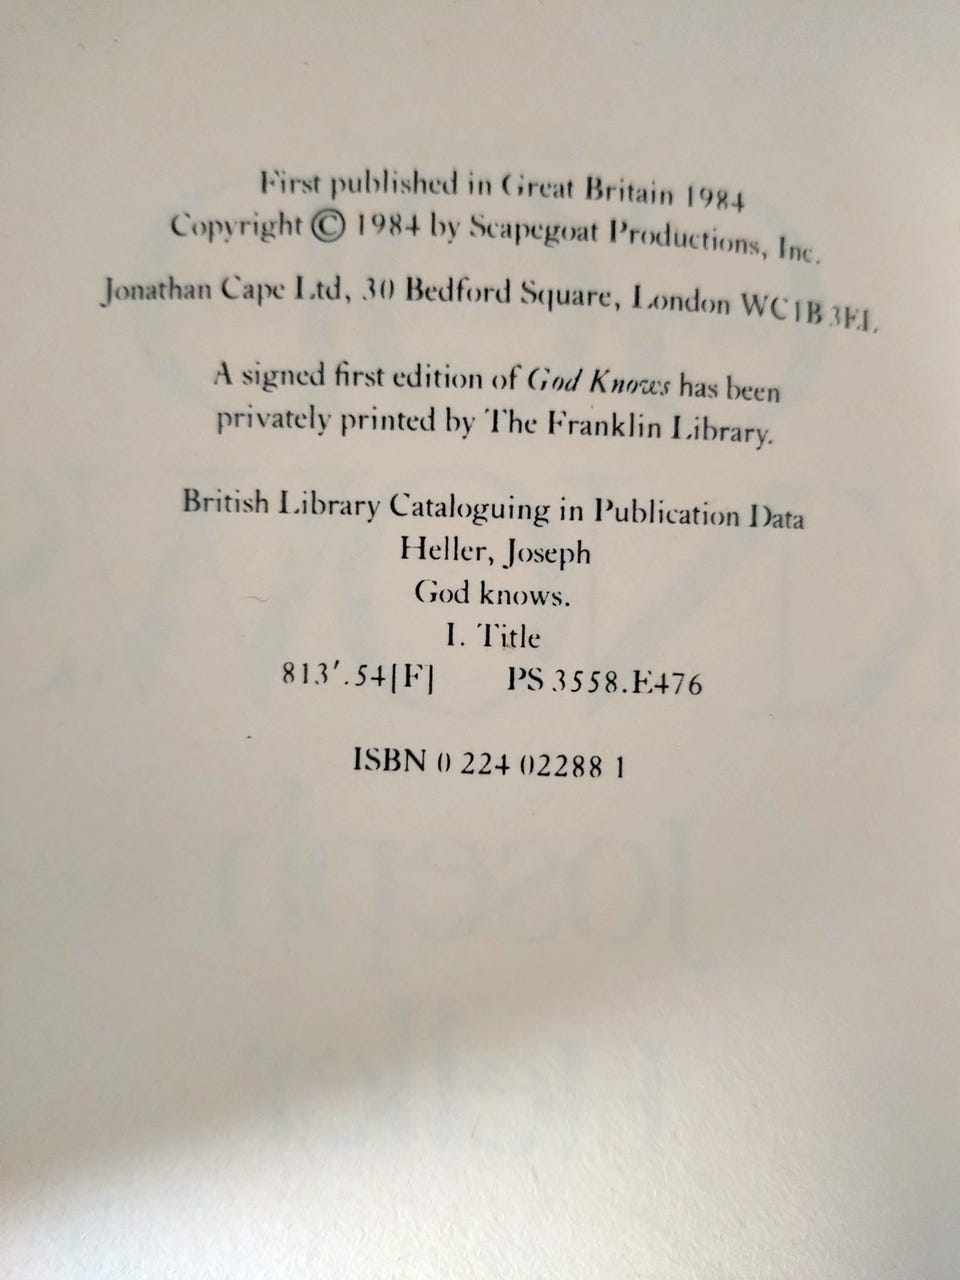 First published in Great Britain 1984
Copyright © 1984 by Scapegoat Productions, Inc.
Jonathan Cape Ltd, 30 Bedford Square, London WC1B 3EL
A signed first edition of God Knows has been
privately printed by The Franklin Library.
British Library Cataloguing in Publication Data
Heller, Joseph
God knows.
I. Title
813'.54[F] PS 3558.E476
ISBN 0 224 02288 1